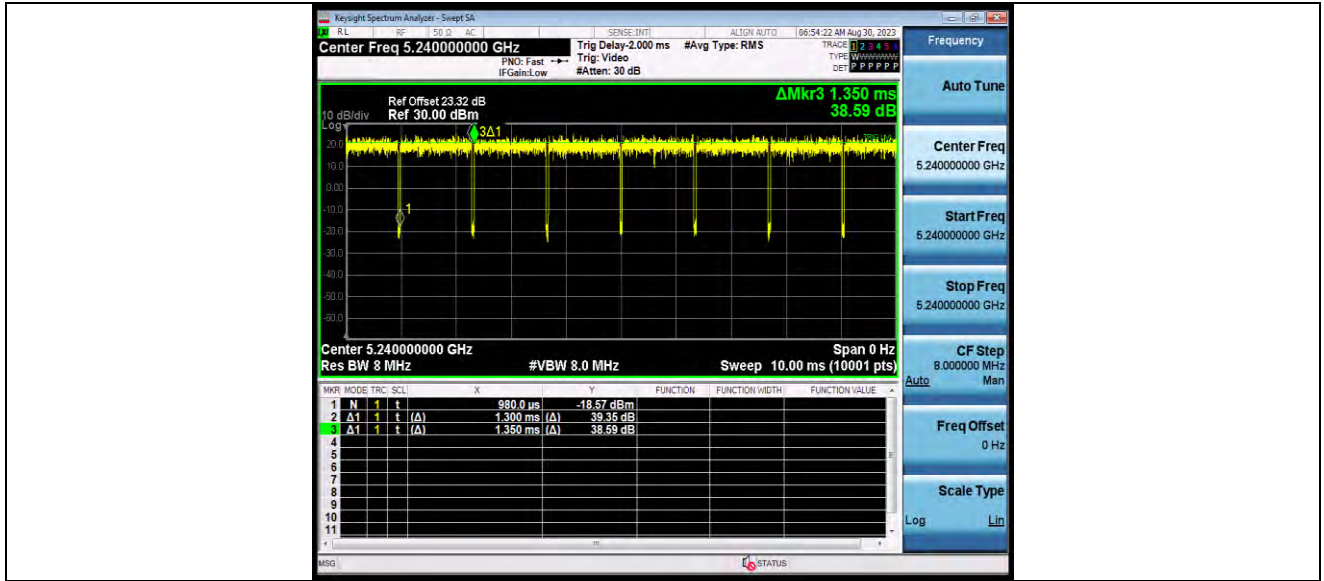 Keysight Spectrum Analyzer - Swept SA
RL RF 50 Ω AC SENSE:INT ALIGN AUTO 06:54:22 AM Aug 30, 2023
Center Freq 5.240000000 GHz Trig Delay-2.000 ms #Avg Type: RMS TRACE 1 2 3 4 5 6
PNO: Fast Trig: Video TYPE WWWWWW
IFGain:Low #Atten: 30 dB DET P P P P P P
ΔMkr3 1.350 ms
Ref Offset 23.32 dB
10 dB/div Ref 30.00 dBm 38.59 dB
Log
3Δ1
20.0
10.0
0.00
-10.0
1
-20.0
-30.0
-40.0
-50.0
-60.0
Center 5.240000000 GHz Span 0 Hz
Res BW 8 MHz #VBW 8.0 MHz Sweep 10.00 ms (10001 pts)
MKR MODE TRC SCL X Y FUNCTION FUNCTION WIDTH FUNCTION VALUE
1 N 1 t 980.0 µs -18.57 dBm
2 Δ1 1 t (Δ) 1.300 ms (Δ) 39.35 dB
3 Δ1 1 t (Δ) 1.350 ms (Δ) 38.59 dB
4
5
6
7
8
9
10
11
MSG STATUS
Frequency
Auto Tune
Center Freq
5.240000000 GHz
Start Freq
5.240000000 GHz
Stop Freq
5.240000000 GHz
CF Step
8.000000 MHz
Auto Man
Freq Offset
0 Hz
Scale Type
Log Lin